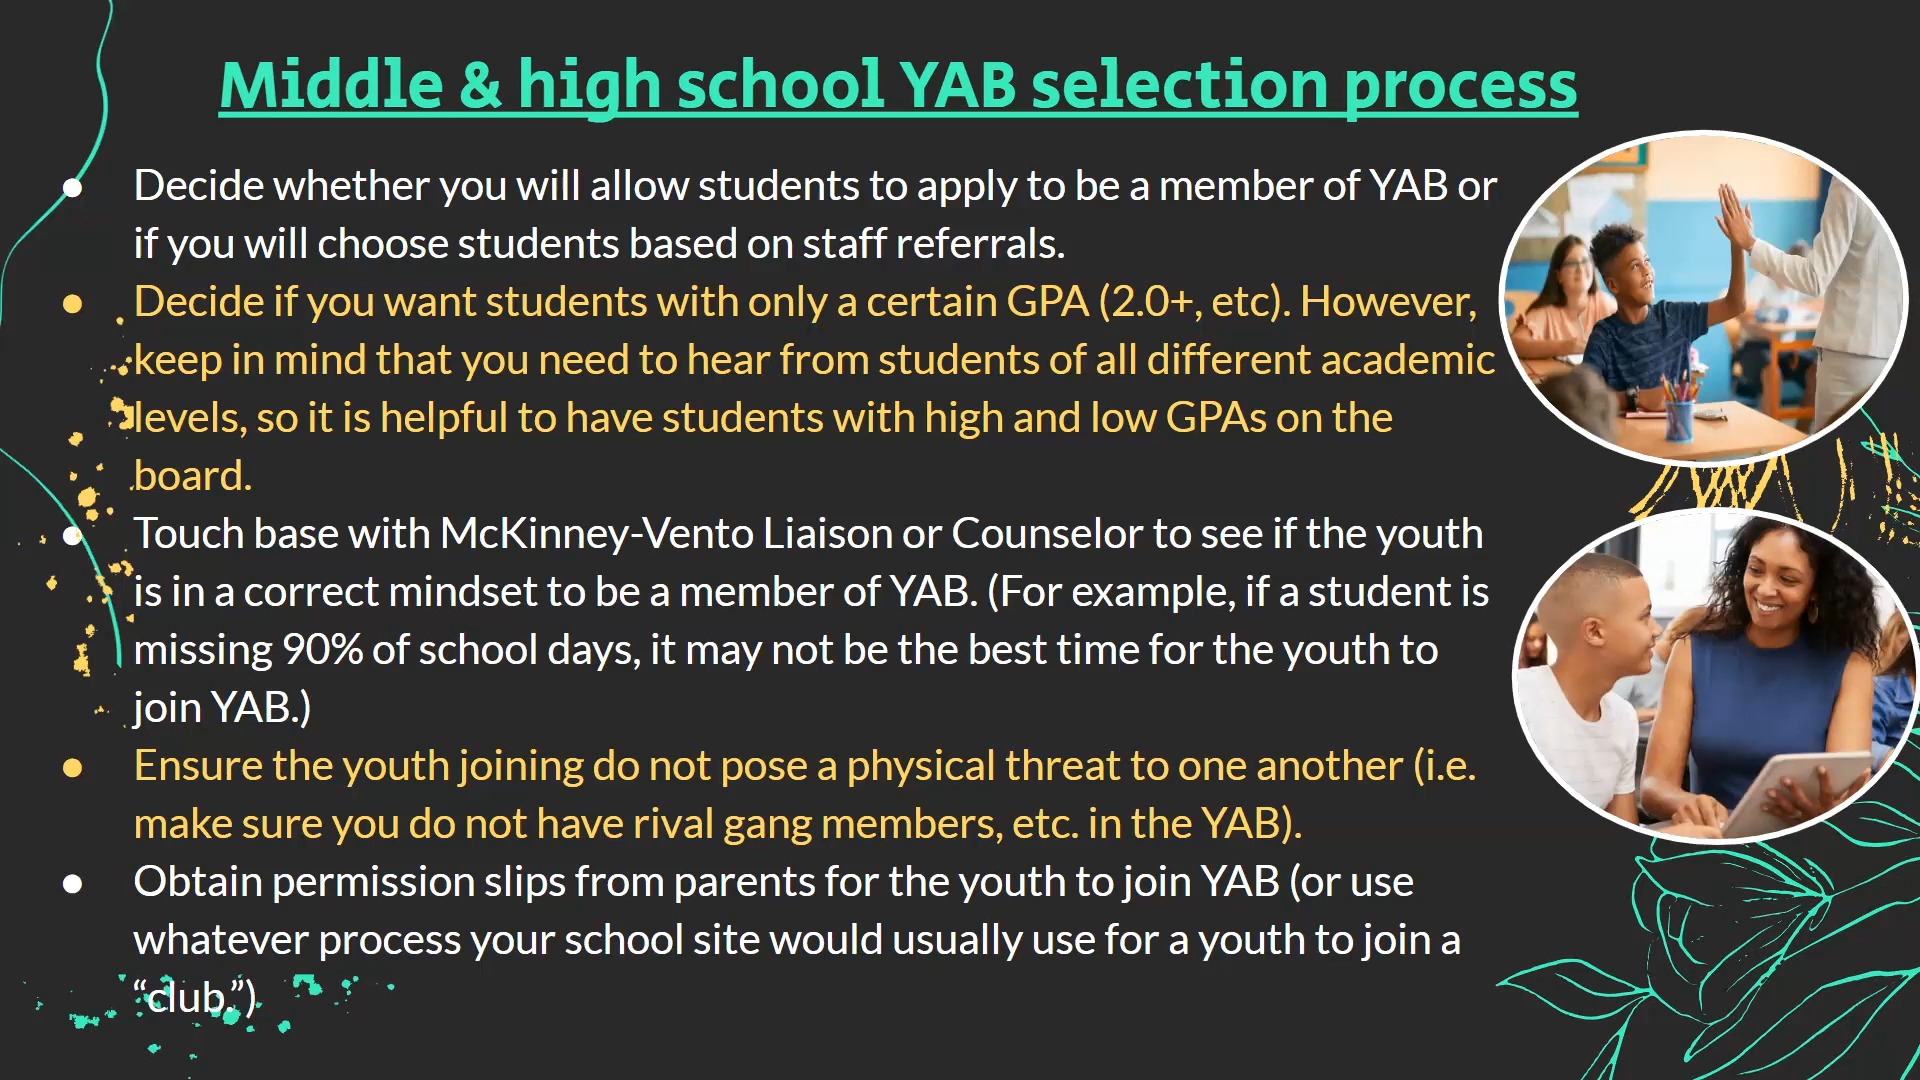 Middle & high school YAB selection process
● Decide whether you will allow students to apply to be a member of YAB or
if you will choose students based on staff referrals.
● Decide if you want students with only a certain GPA (2.0+, etc). However,
keep in mind that you need to hear from students of all different academic
levels, so it is helpful to have students with high and low GPAs on the
board.
● Touch base with McKinney-Vento Liaison or Counselor to see if the youth
is in a correct mindset to be a member of YAB. (For example, if a student is
missing 90% of school days, it may not be the best time for the youth to
join YAB.)
● Ensure the youth joining do not pose a physical threat to one another (i.e.
make sure you do not have rival gang members, etc. in the YAB).
● Obtain permission slips from parents for the youth to join YAB (or use
whatever process your school site would usually use for a youth to join a
“club.”)